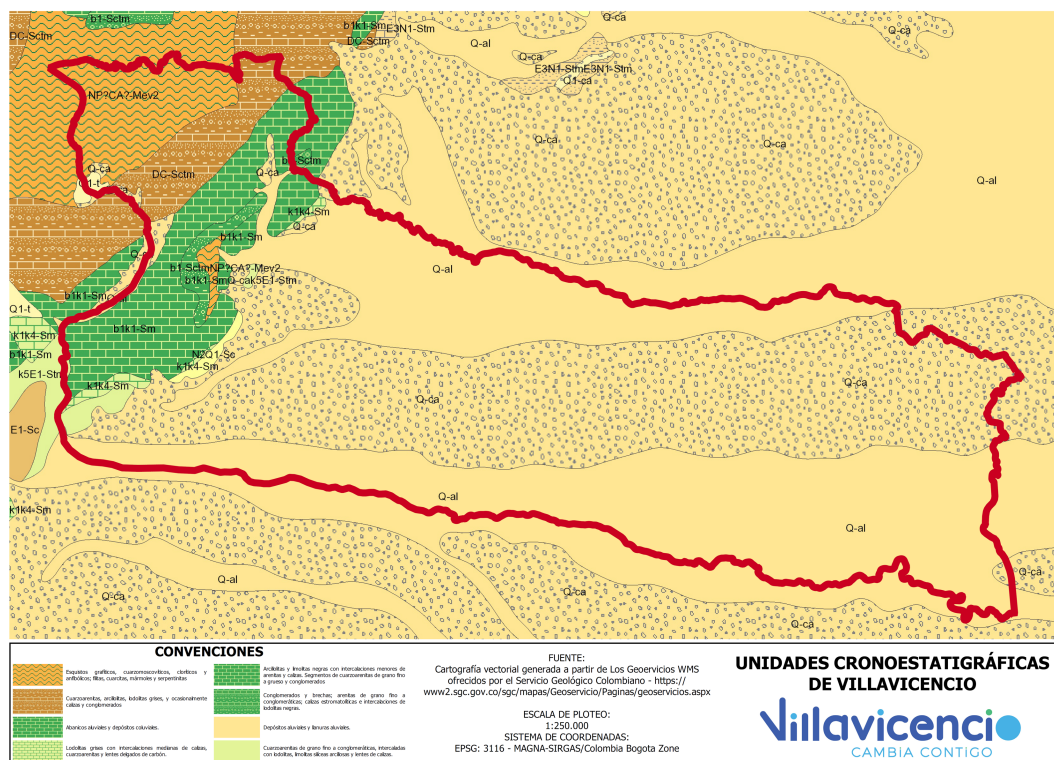 b1-Sctm
b1k1-Sm
E3N1-Stm
Q-ca
Q-ca
DC-Sctm
DC-Sctm
Q-al
Q-ca
E3N1-StmE3N1-Stm
Q1-ca
NP?CA?-Mev2
Q-ca
Q-ca
b1-Sctm
Q-ca
DC-Sctm
Q-ca
Q1-t
Q-al
k1k4-Sm
Q-ca
b1k1-Sm
b1-SctmNP?CA?-Mev2
Q-al
b1k1-SmQ-cak5E1-Stm
b1k1-Sm
Q1-t
b1k1-Sm
k1k4-Sm
b1k1-Sm
N2Q1-Sc
k1k4-Sm
k5E1-Stm
k1k4-Sm
Q-ca
Q-ca
E1-Sc
Q-al
k1k4-Sm
Q-al
Q-al
Q-ca
Q-ca
Q-ca
Q-ca
CONVENCIONES
Esquistos grafíticos, cuarzomoscovíticos, cloríticos y
anfibólicos; filitas, cuarcitas, mármoles y serpentinitas
Cuarzoarenitas, arcillolitas, lodolitas grises, y ocasionalmente
calizas y conglomerados
Abanicos aluviales y depósitos coluviales.
Lodolitas grises con intercalaciones medianas de calizas,
cuarzoarenitas y lentes delgados de carbón.
Arcillolitas y limolitas negras con intercalaciones menores de
arenitas y calizas. Segmentos de cuarzoarenitas de grano fino
a grueso y conglomerados
Conglomerados y brechas; arenitas de grano fino a
conglomeráticas; calizas estromatolíticas e intercalaciones de
lodolitas negras.
Depósitos aluviales y llanuras aluviales.
Cuarzoarenitas de grano fino a conglomeráticas, intercaladas
con lodolitas, limolitas silíceas arcillosas y lentes de calizas.
FUENTE:
Cartografía vectorial generada a partir de Los Geoervicios WMS
ofrecidos por el Servicio Geológico Colombiano - https://
www2.sgc.gov.co/sgc/mapas/Geoservicio/Paginas/geoservicios.aspx
ESCALA DE PLOTEO:
1:250.000
SISTEMA DE COORDENADAS:
EPSG: 3116 - MAGNA-SIRGAS/Colombia Bogota Zone
UNIDADES CRONOESTATIGRÁFICAS
DE VILLAVICENCIO
Villavicencio
CAMBIA CONTIGO